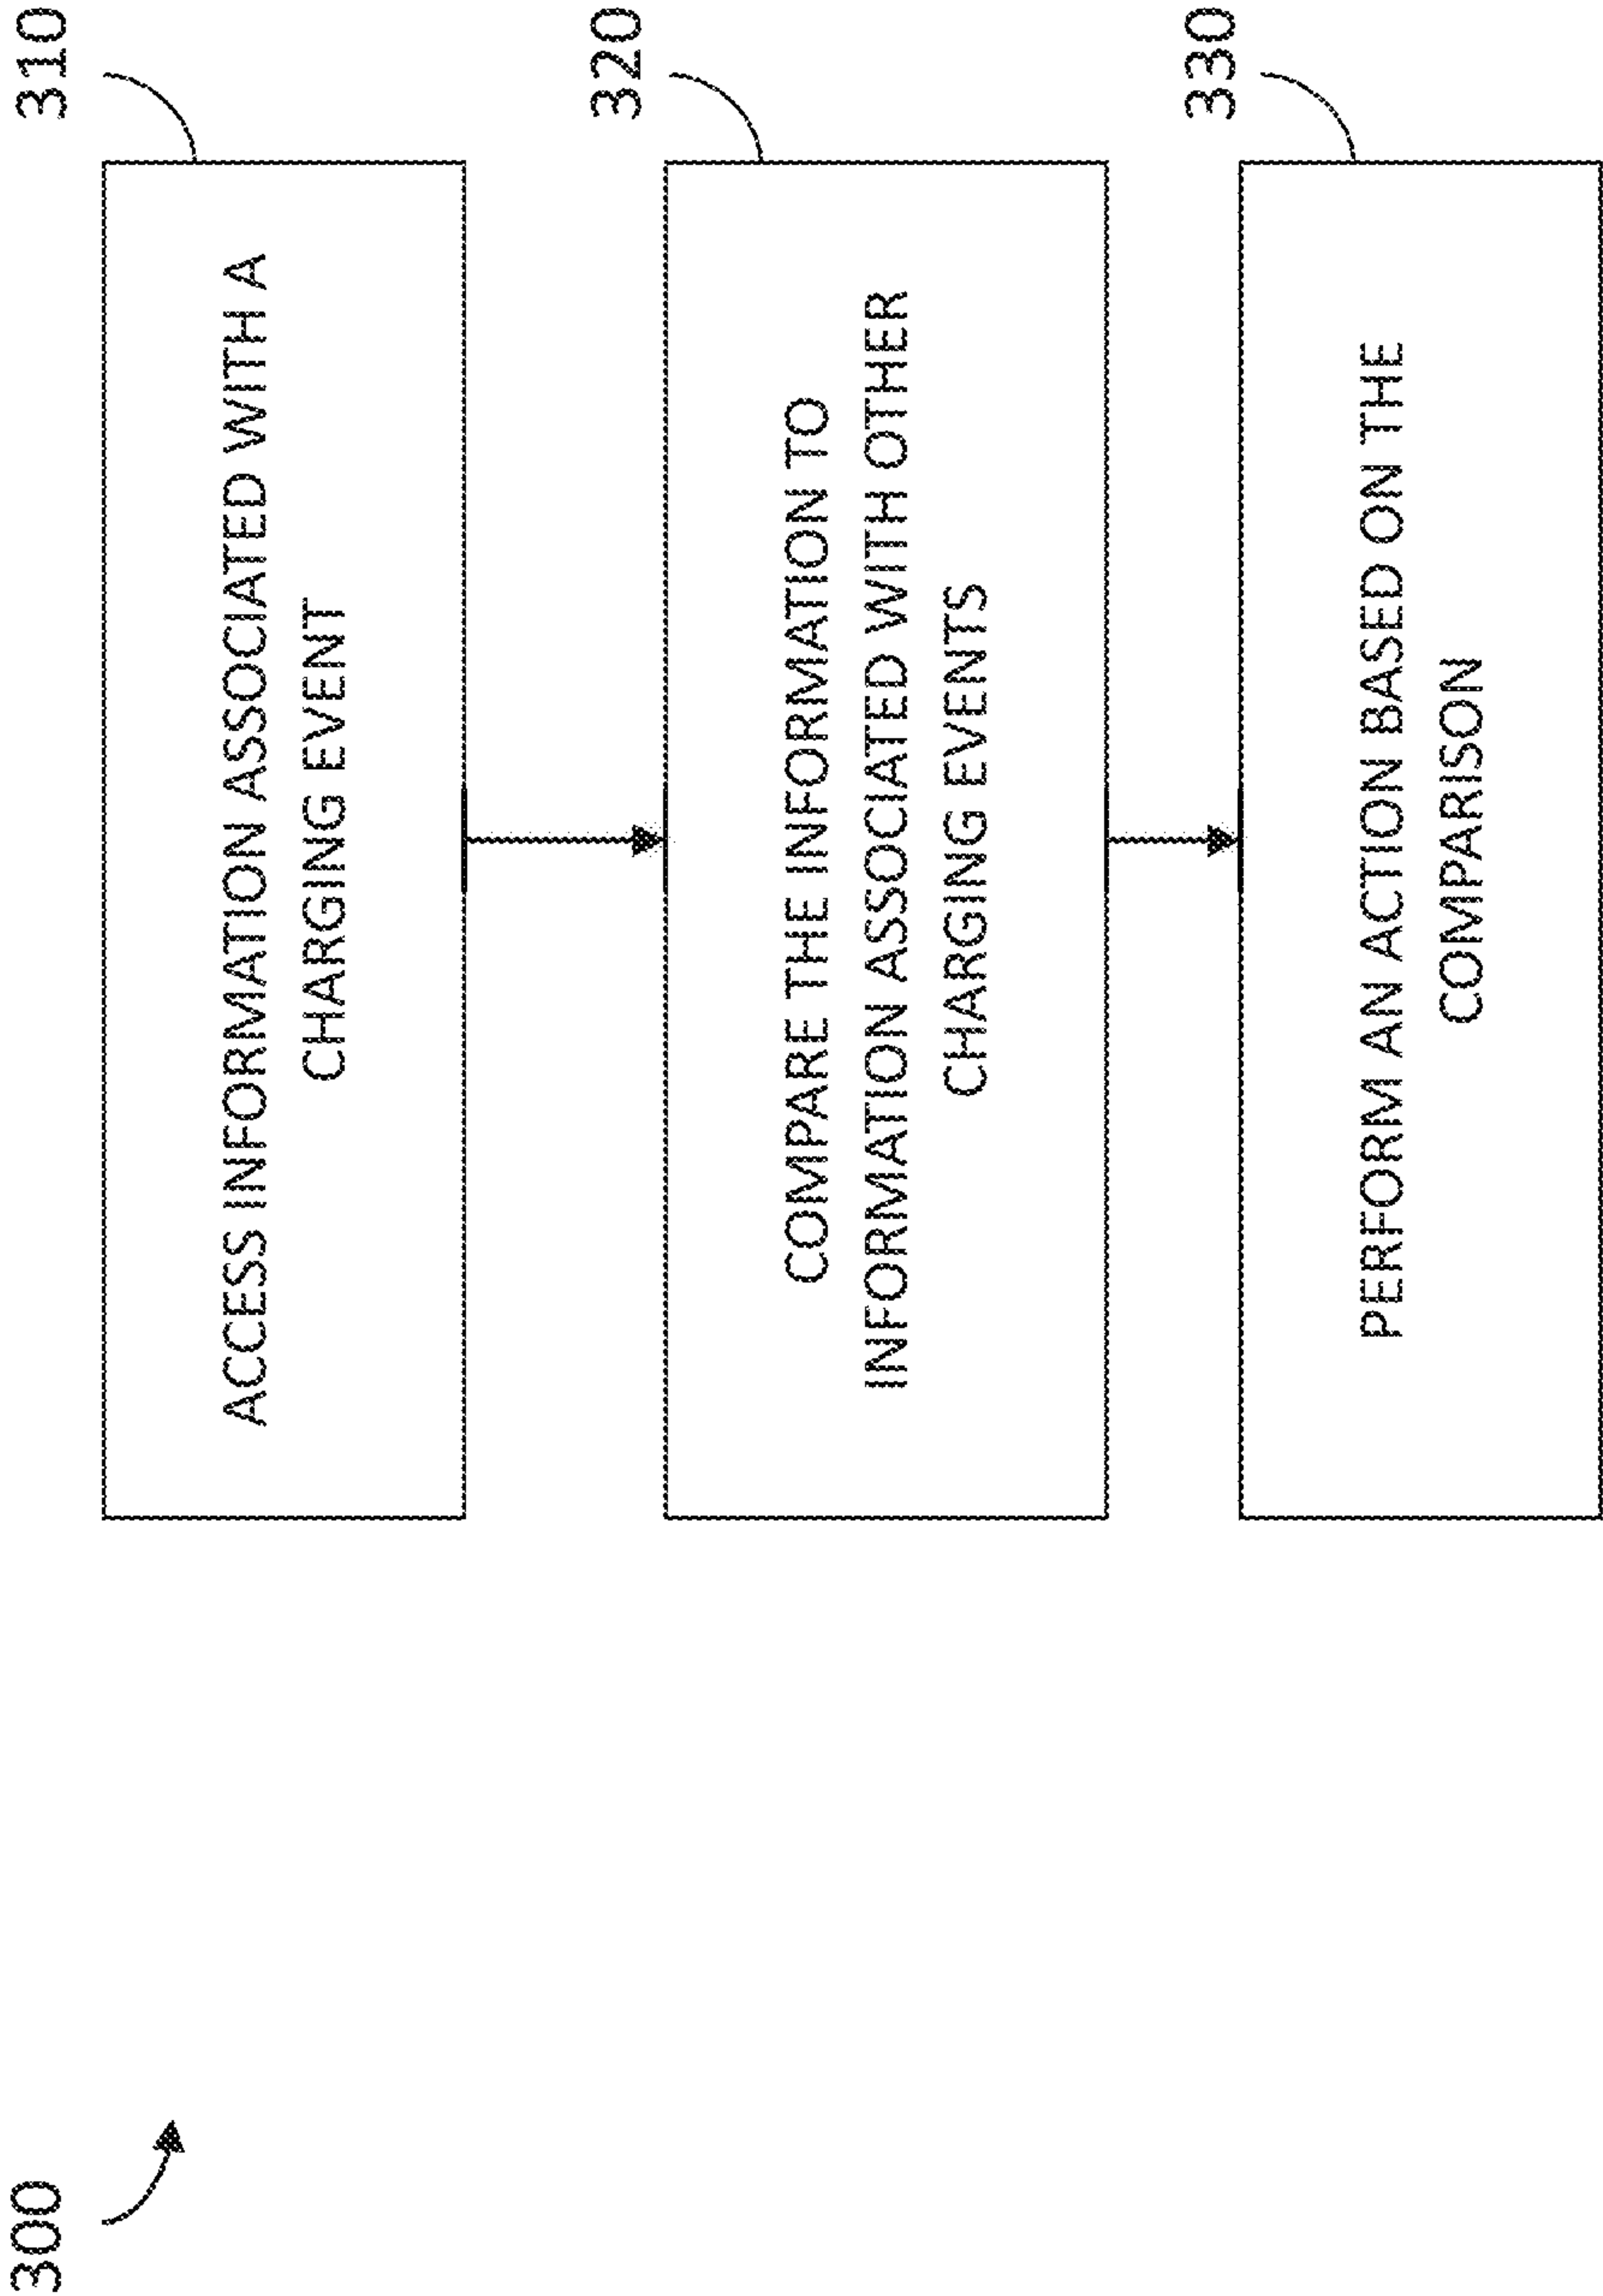 300
310
ACCESS INFORMATION ASSOCIATED WITH A
CHARGING EVENT
320
COMPARE THE INFORMATION TO
INFORMATION ASSOCIATED WITH OTHER
CHARGING EVENTS
330
PERFORM AN ACTION BASED ON THE
COMPARISON